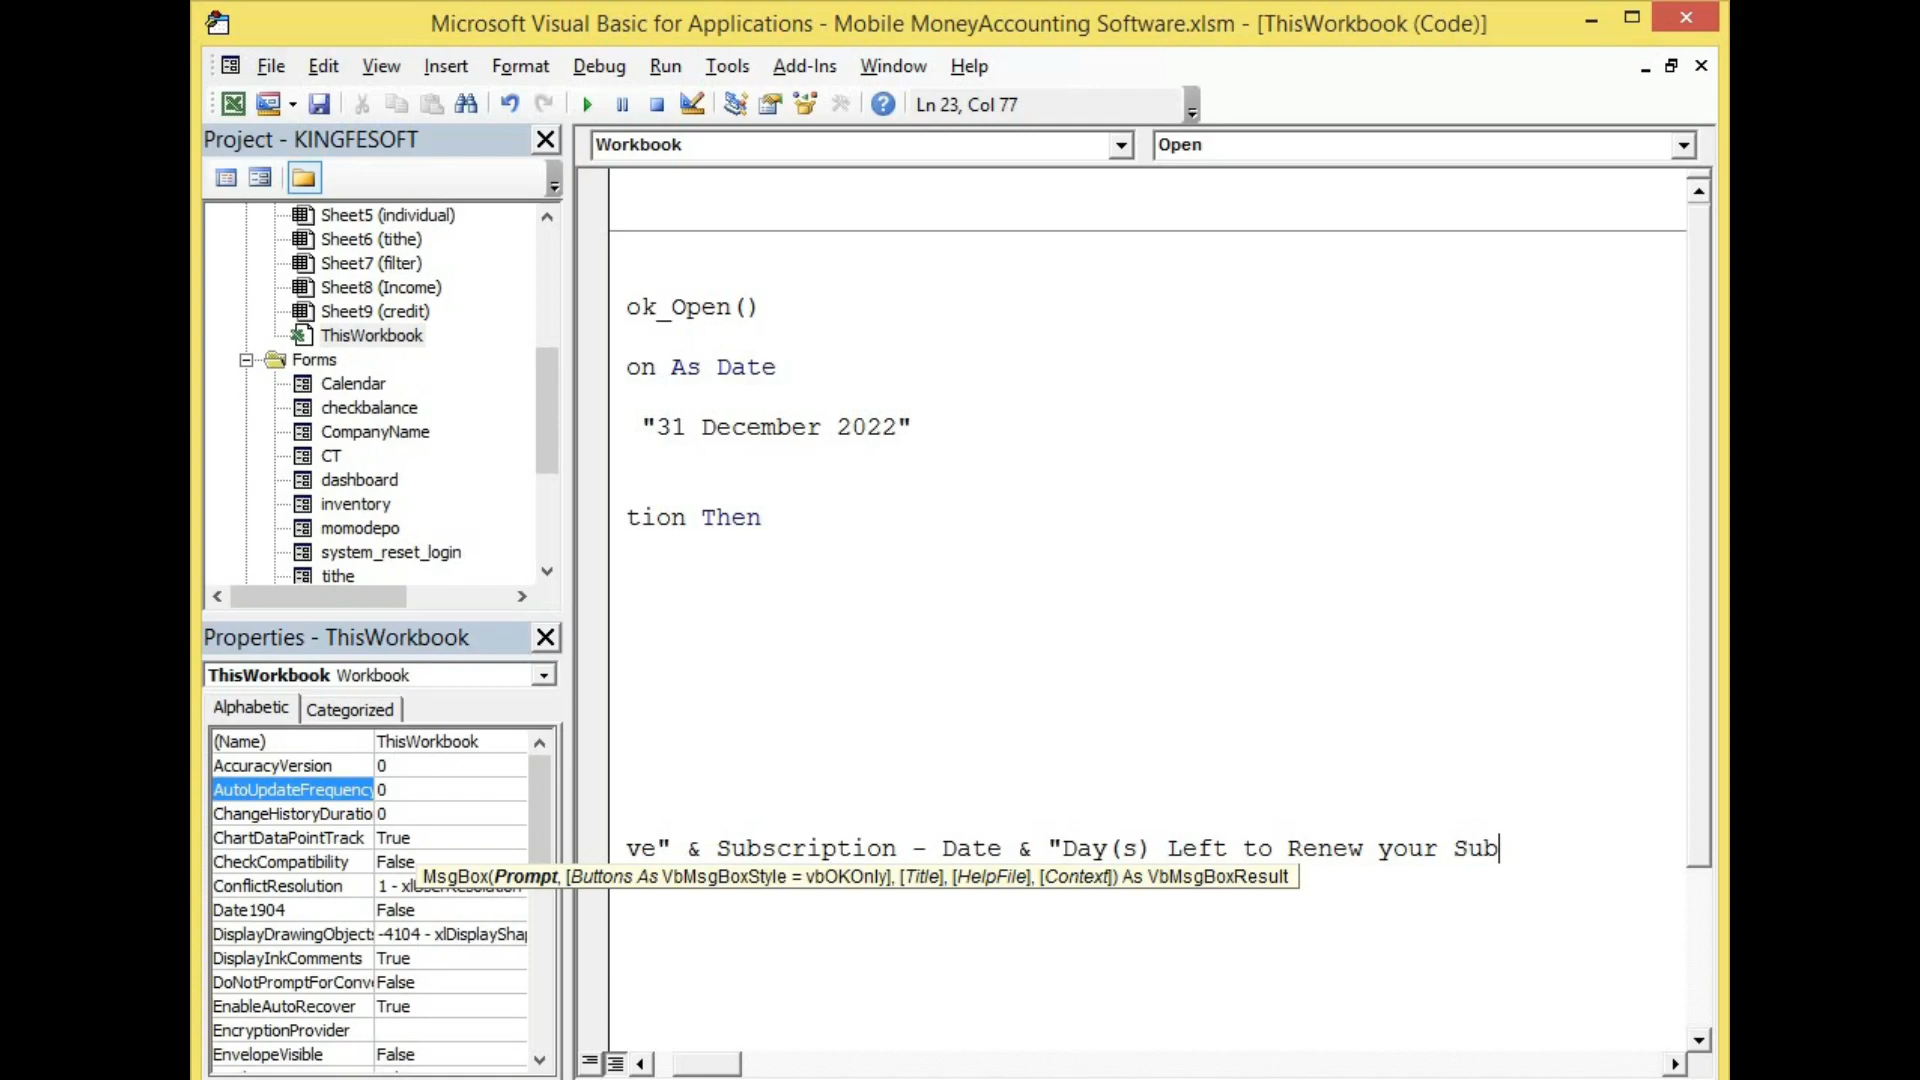 Microsoft Visual Basic for Applications - Mobile MoneyAccounting Software.xlsm - [ThisWorkbook (Code)]
File Edit View Insert Format Debug Run Tools Add-Ins Window Help
Ln 23, Col 77
Project - KINGFESOFT
Sheet5 (individual)
Sheet6 (tithe)
Sheet7 (filter)
Sheet8 (Income)
Sheet9 (credit)
ThisWorkbook
Forms
Calendar
checkbalance
CompanyName
CT
dashboard
inventory
momodepo
system_reset_login
tithe
Properties - ThisWorkbook
ThisWorkbook Workbook
Alphabetic Categorized
(Name) ThisWorkbook
AccuracyVersion 0
AutoUpdateFrequency 0
ChangeHistoryDuratio 0
ChartDataPointTrack True
CheckCompatibility False
ConflictResolution 1 - xl
Date1904 False
DisplayDrawingObject: -4104 - xlDisplayShap
DisplayInkComments True
DoNotPromptForConv False
EnableAutoRecover True
EncryptionProvider
EnvelopeVisible False
Workbook Open
ok_Open()
on As Date
"31 December 2022"
tion Then
ve" & Subscription - Date & "Day(s) Left to Renew your Sub
MsgBox(Prompt, [Buttons As VbMsgBoxStyle = vbOKOnly], [Title], [HelpFile], [Context]) As VbMsgBoxResult